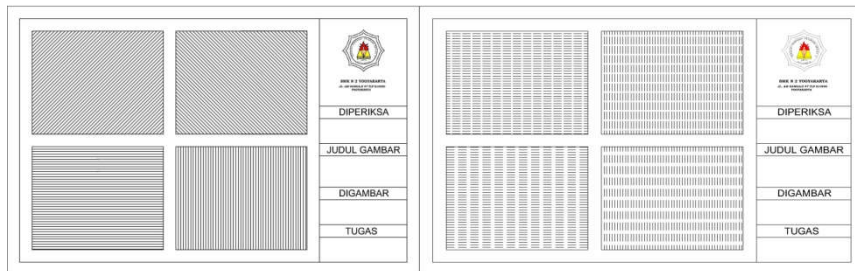 SMK N 2 YOGYAKARTA
DIPERIKSA
JUDUL GAMBAR
DIGAMBAR
TUGAS
SMK N 2 YOGYAKARTA
DIPERIKSA
JUDUL GAMBAR
DIGAMBAR
TUGAS